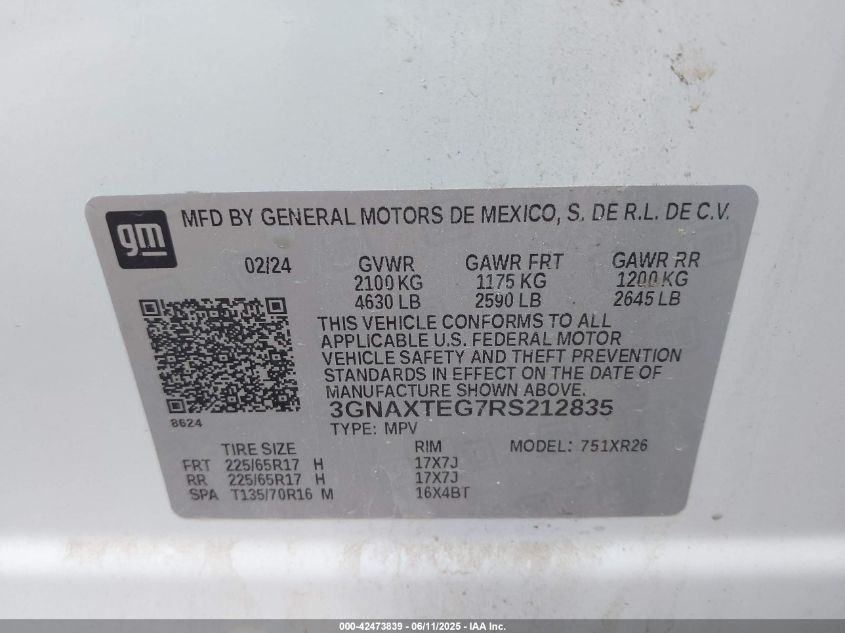 gm
MFD BY GENERAL MOTORS DE MEXICO, S. DE R.L. DE C.V.
02/24 GVWR GAWR FRT GAWR RR
2100 KG 1175 KG 1200 KG
4630 LB 2590 LB 2645 LB
THIS VEHICLE CONFORMS TO ALL
APPLICABLE U.S. FEDERAL MOTOR
VEHICLE SAFETY AND THEFT PREVENTION
STANDARDS IN EFFECT ON THE DATE OF
MANUFACTURE SHOWN ABOVE.
3GNAXTEG7RS212835
8624
TYPE: MPV
TIRE SIZE RIM MODEL: 751XR26
FRT 225/65R17 H 17X7J
RR 225/65R17 H 17X7J
SPA T135/70R16 M 16X4BT
000-42473839 - 06/11/2025 - IAA Inc.